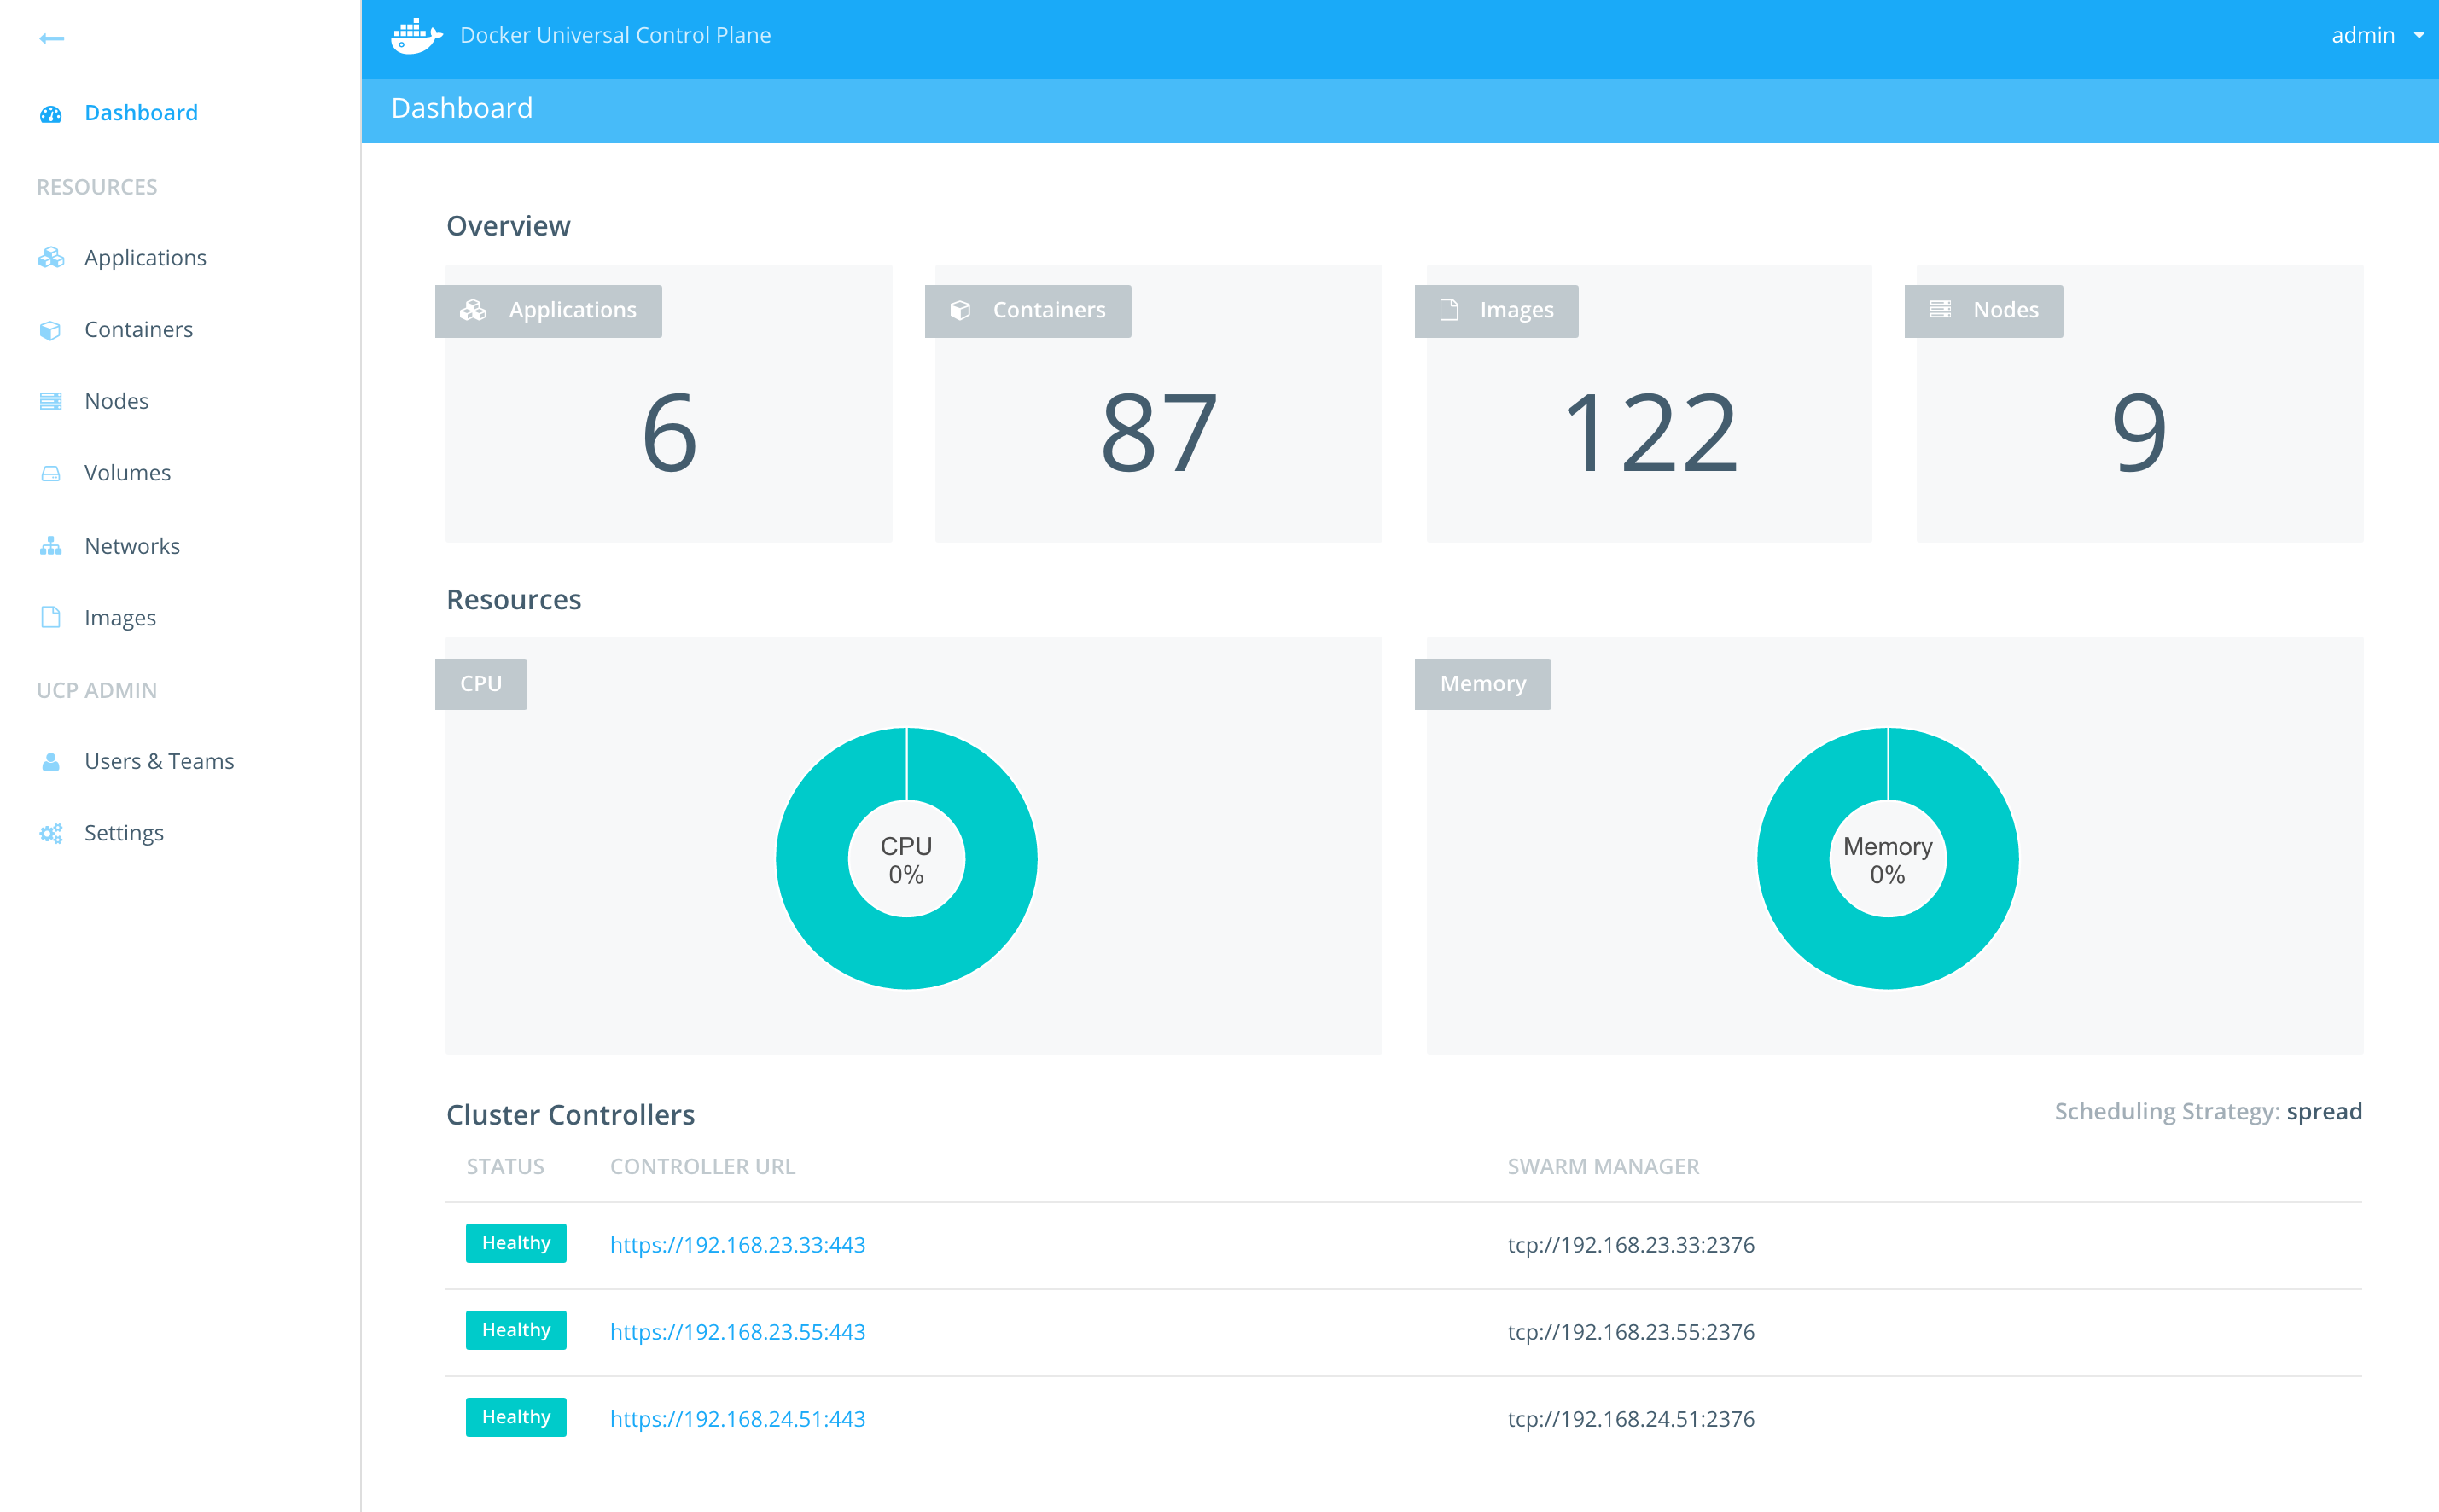 Docker Universal Control Plane
admin
Dashboard
Dashboard
RESOURCES
Applications
Containers
Nodes
Volumes
Networks
Images
UCP ADMIN
Users & Teams
Settings
Overview
Applications
6
Containers
87
Images
122
Nodes
9
Resources
CPU
CPU
0%
Memory
Memory
0%
Cluster Controllers
Scheduling Strategy: spread
STATUS CONTROLLER URL SWARM MANAGER
Healthy https://192.168.23.33:443 tcp://192.168.23.33:2376
Healthy https://192.168.23.55:443 tcp://192.168.23.55:2376
Healthy https://192.168.24.51:443 tcp://192.168.24.51:2376